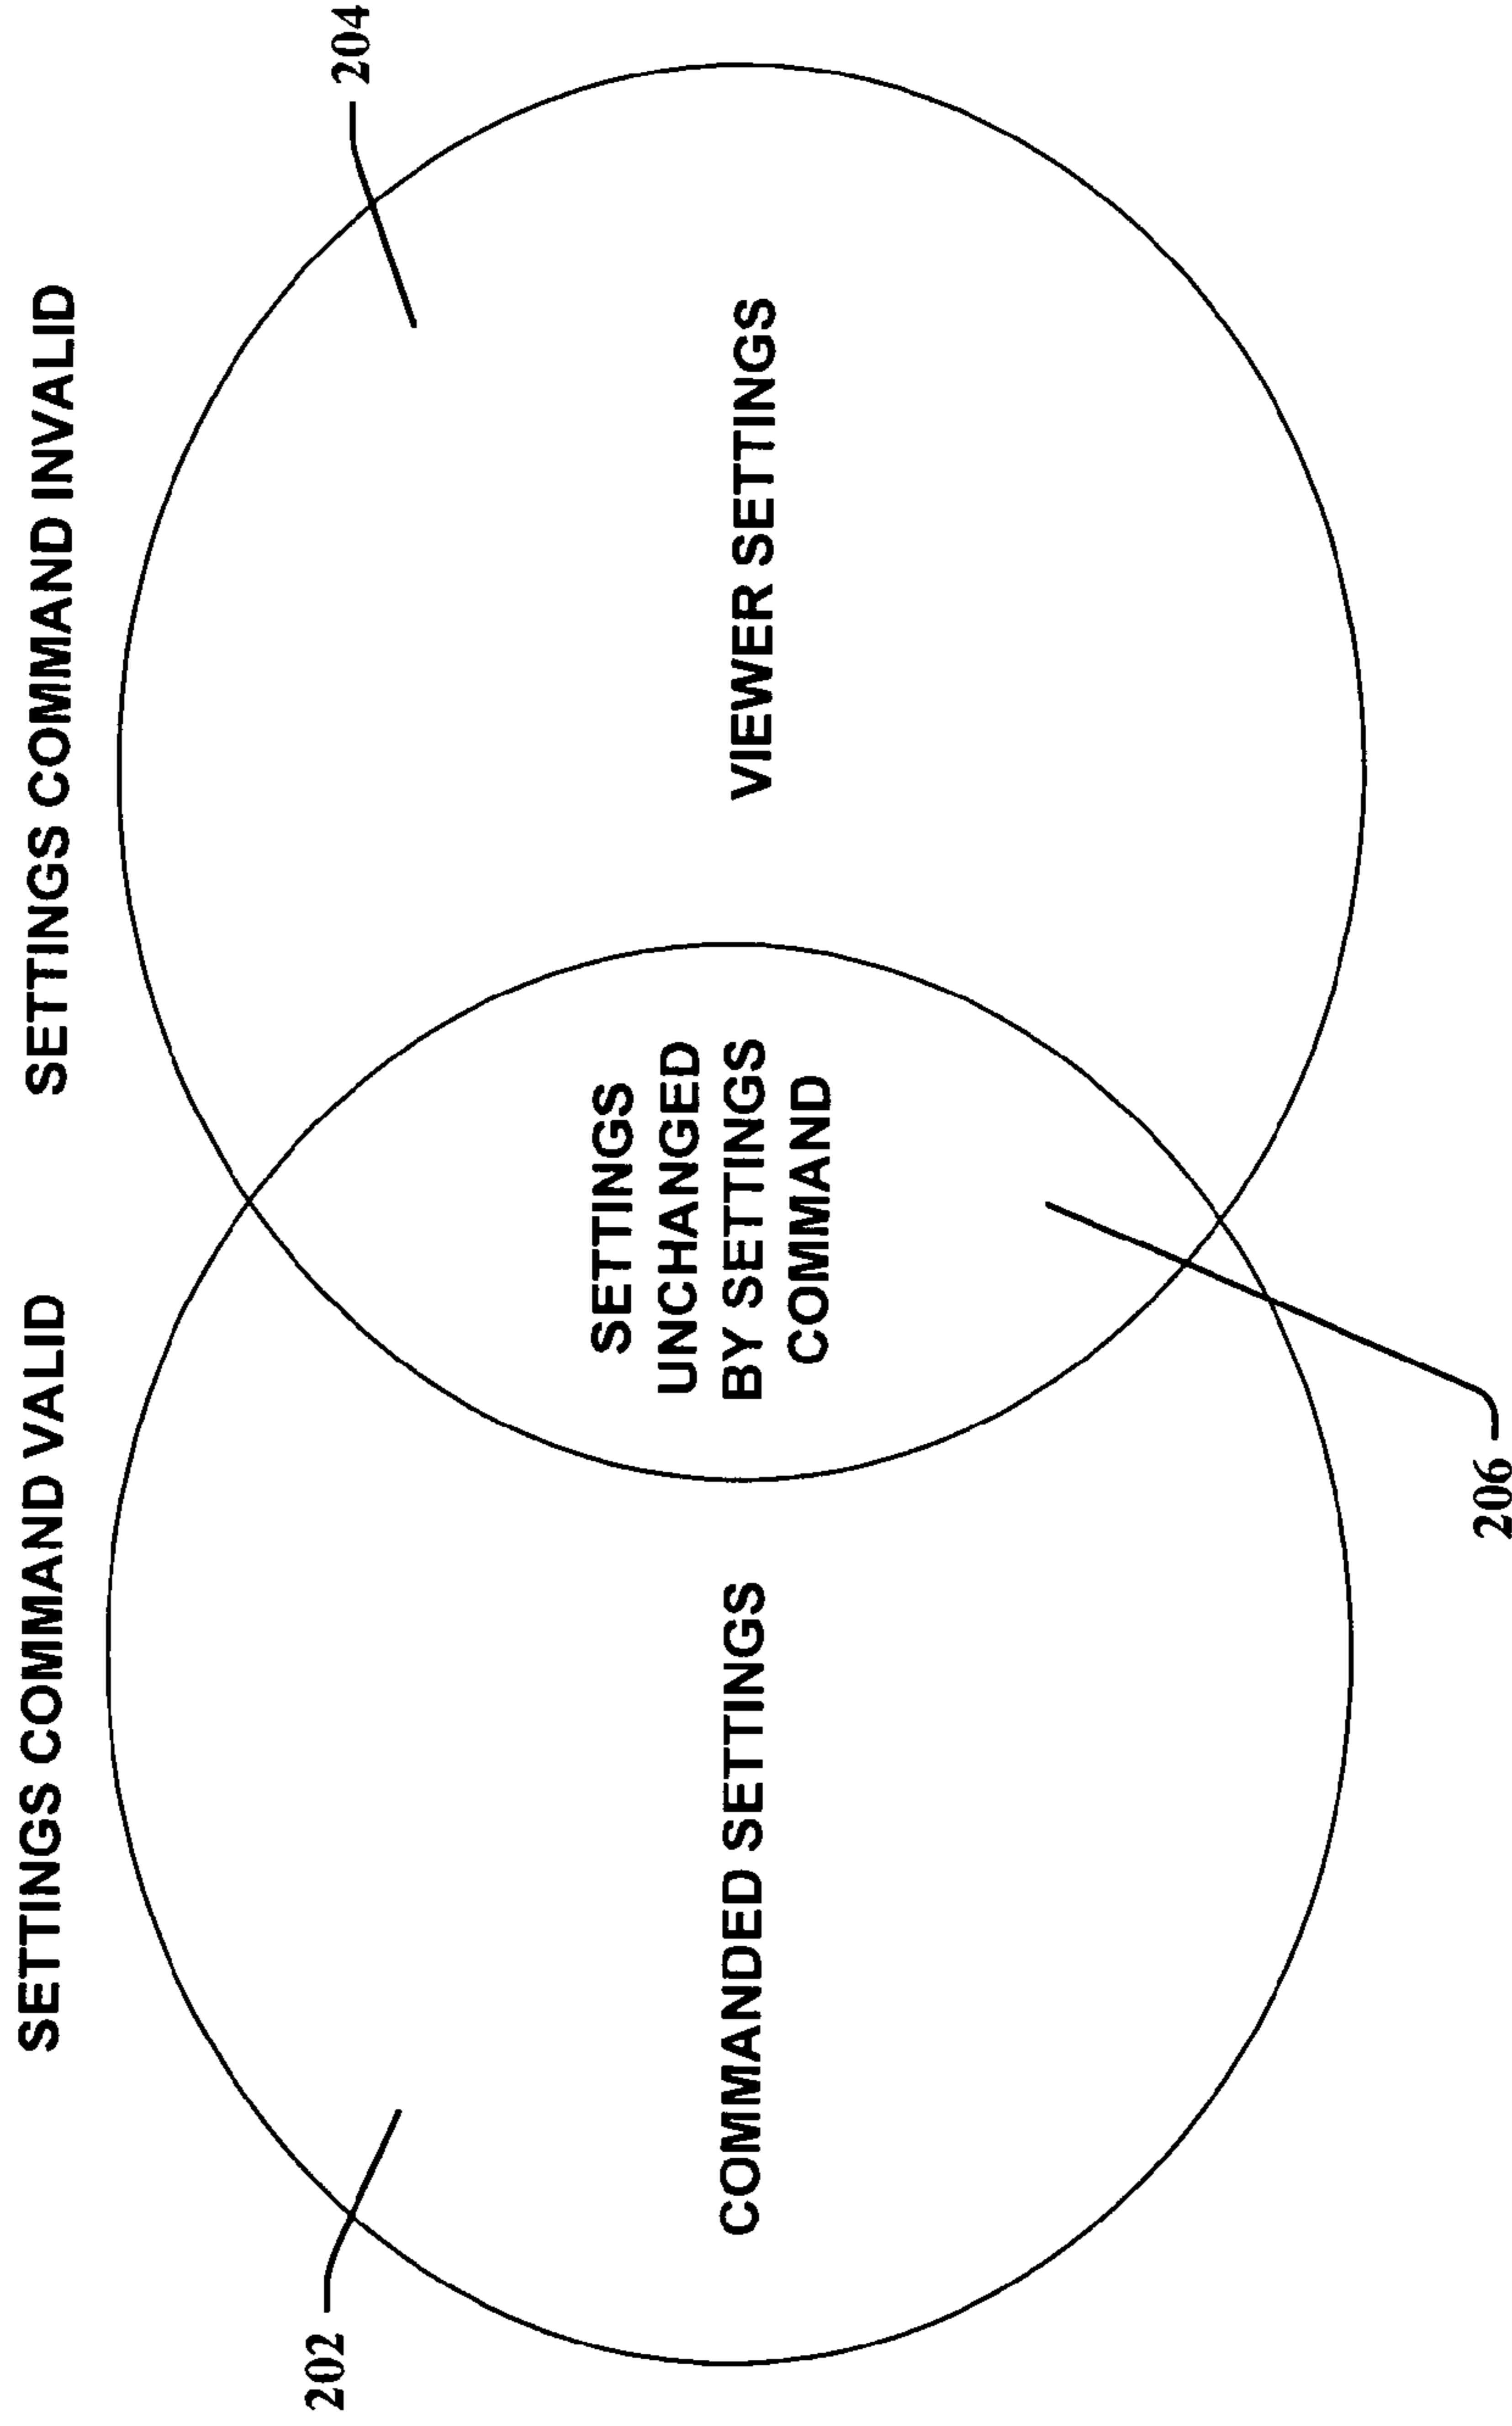 SETTINGS COMMAND VALID
SETTINGS COMMAND INVALID
202
204
COMMANDED SETTINGS
SETTINGS
UNCHANGED
BY SETTINGS
COMMAND
VIEWER SETTINGS
206